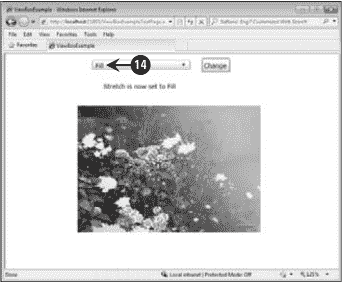 ViewBoxExample - Windows Internet Explorer
File Edit View Favorites Tools Help
Favorites ViewBoxExample
Fill 14 Change
Stretch is now set to Fill
Done Local intranet | Protected Mode: Off 125%